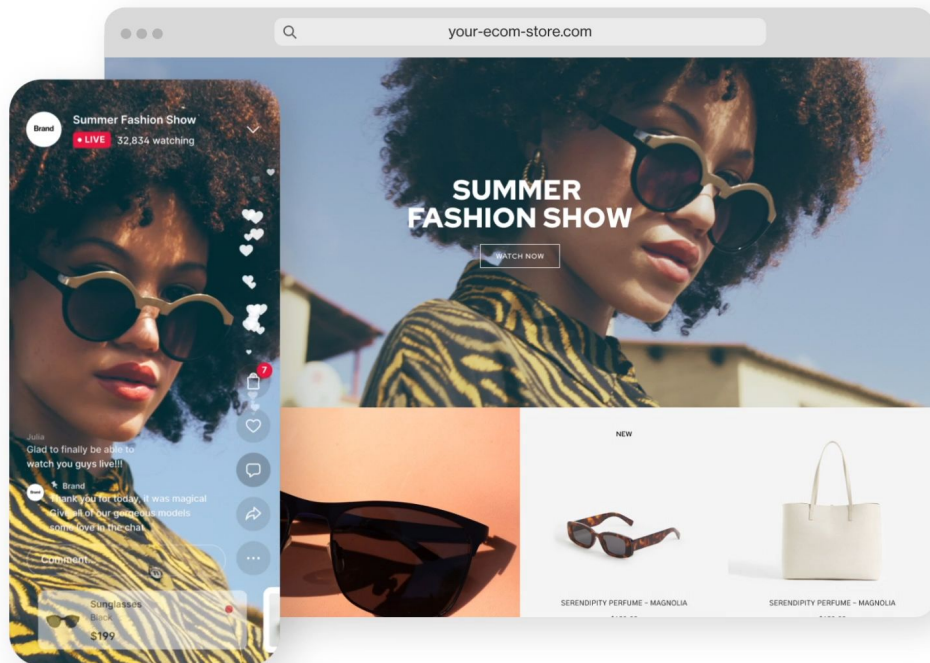 your-ecom-store.com
Brand
Summer Fashion Show
LIVE
32,834 watching
SUMMER
FASHION SHOW
WATCH NOW
7
Julia
Glad to finally be able to
watch you guys live!!!
Brand
Brand
Thank you for today, it was magical
Give all of our gorgeous models
some love in the chat
Comment...
Sunglasses
Black
$199
NEW
SERENDIPITY PERFUME – MAGNOLIA
SERENDIPITY PERFUME – MAGNOLIA